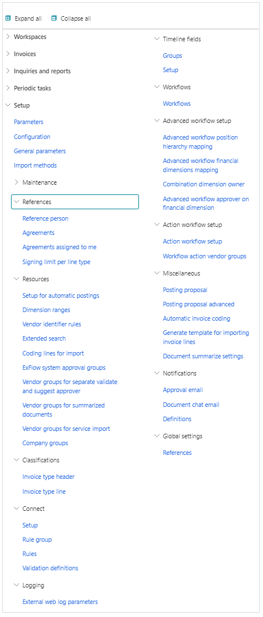 Expand all
Collapse all
Workspaces
Invoices
Inquiries and reports
Periodic tasks
Setup
Parameters
Configuration
General parameters
Import methods
Maintenance
References
Reference person
Agreements
Agreements assigned to me
Signing limit per line type
Resources
Setup for automatic postings
Dimension ranges
Vendor identifier rules
Extended search
Coding lines for import
ExFlow system approval groups
Vendor groups for separate validate
and suggest approver
Vendor groups for summarized
documents
Vendor groups for service import
Company groups
Classifications
Invoice type header
Invoice type line
Connect
Setup
Rule group
Rules
Validation definitions
Logging
External web log parameters
Timeline fields
Groups
Setup
Workflows
Workflows
Advanced workflow setup
Advanced workflow position
hierarchy mapping
Advanced workflow financial
dimensions mapping
Combination dimension owner
Advanced workflow approver on
financial dimension
Action workflow setup
Action workflow setup
Workflow action vendor groups
Miscellaneous
Posting proposal
Posting proposal advanced
Automatic invoice coding
Generate template for importing
invoice lines
Document summarize settings
Notifications
Approval email
Document chat email
Definitions
Global settings
References